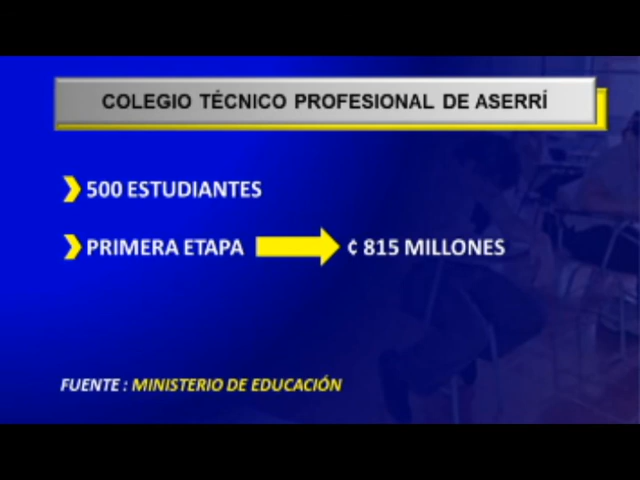 COLEGIO TÉCNICO PROFESIONAL DE ASERRÍ
500 ESTUDIANTES
PRIMERA ETAPA ₡ 815 MILLONES
FUENTE : MINISTERIO DE EDUCACIÓN